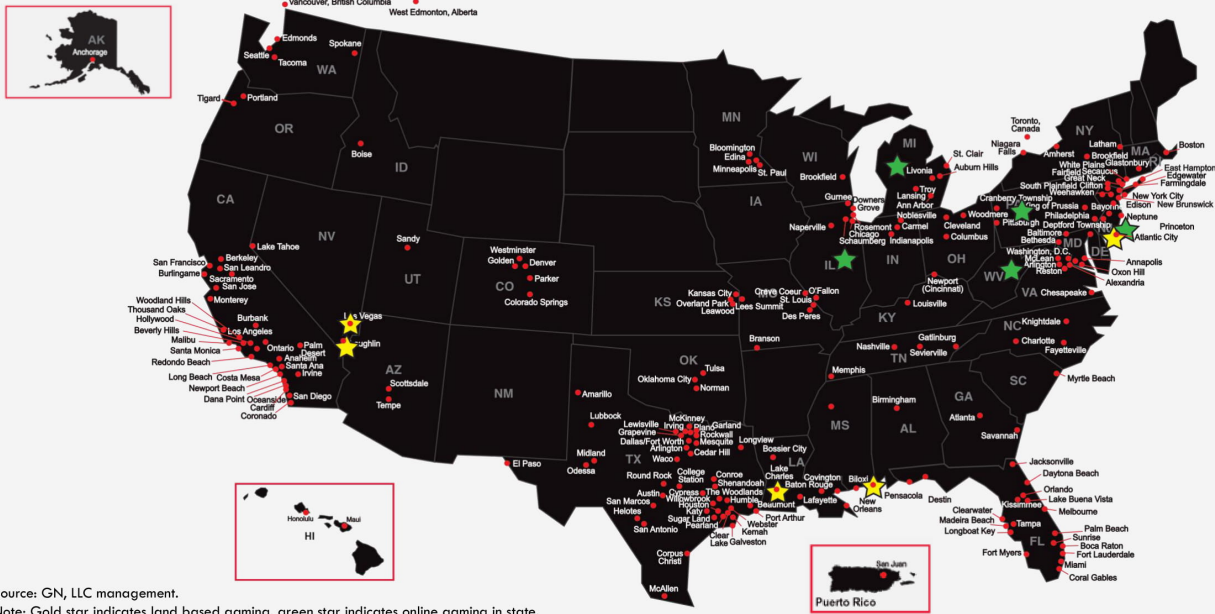 Vancouver, British Columbia
West Edmonton, Alberta
AK
Anchorage
Edmonds
Seattle
Tacoma
Spokane
WA
Tigard
Portland
OR
Boise
ID
MN
Bloomington
Edina
Minneapolis
St. Paul
WI
Brookfield
MI
Livonia
St. Clair
Auburn Hills
Troy
Lansing
Ann Arbor
Toronto,
Canada
Niagara
Falls
Amherst
NY
Latham
MA
RI
Boston
Brookfield
White Plains
Glastonbury
Fairfield
Secaucus
Great Neck
East Hampton
Edgewater
Farmingdale
South Plainfield
Clifton
Weehawken
New York City
Edison
New Brunswick
Cranberry Township
King of Prussia
Bayonne
Pittsburgh
Philadelphia
Neptune
Deptford Township
Princeton
Atlantic City
Baltimore
Bethesda
MD
DE
Washington, D.C.
McLean
Arlington
Reston
Annapolis
Oxon Hill
Alexandria
WV
VA
Chesapeake
CA
NV
Lake Tahoe
UT
Sandy
San Francisco
Berkeley
Burlingame
San Leandro
Sacramento
San Jose
Monterey
Woodland Hills
Thousand Oaks
Hollywood
Burbank
Beverly Hills
Los Angeles
Malibu
Santa Monica
Ontario
Palm
Desert
Redondo Beach
Anaheim
Santa Ana
Long Beach
Costa Mesa
Irvine
Newport Beach
Dana Point
Oceanside
San Diego
Cardiff
Coronado
Las Vegas
Laughlin
AZ
Scottsdale
Tempe
Westminster
Golden
Denver
Parker
CO
Colorado Springs
NM
IA
KS
Kansas City
Overland Park
Leawood
Lees Summit
MO
Creve Coeur
O'Fallon
St. Louis
Des Peres
Branson
IL
Gurnee
Downers
Grove
Naperville
Rosemont
Chicago
Schaumberg
IN
Noblesville
Carmel
Indianapolis
OH
Woodmere
Cleveland
Columbus
Newport
(Cincinnati)
KY
Louisville
TN
Nashville
Gatlinburg
Sevierville
Memphis
NC
Knightdale
Charlotte
Fayetteville
SC
Myrtle Beach
GA
Atlanta
Savannah
AL
Birmingham
MS
Biloxi
OK
Tulsa
Oklahoma City
Norman
TX
Amarillo
Lubbock
Midland
Odessa
El Paso
McKinney
Lewisville
Irving
Plano
Garland
Grapevine
Rockwall
Dallas/Fort Worth
Mesquite
Arlington
Cedar Hill
Waco
Longview
Round Rock
College
Station
Conroe
Shenandoah
Austin
Cypress
The Woodlands
San Marcos
Willowbrook
Humble
Beaumont
Helotes
Houston
Katy
Port Arthur
Sugar Land
Webster
San Antonio
Pearland
Kemah
Clear
Lake
Galveston
Corpus
Christi
McAllen
LA
Bossier City
Lake
Charles
Baton Rouge
Covington
Lafayette
New
Orleans
Pensacola
Destin
FL
Jacksonville
Daytona Beach
Orlando
Lake Buena Vista
Kissimmee
Melbourne
Clearwater
Madeira Beach
Tampa
Longboat Key
Palm Beach
Sunrise
Boca Raton
Fort Lauderdale
Fort Myers
Miami
Coral Gables
Honolulu
Maui
HI
San Juan
Puerto Rico
Source: GN, LLC management.
Note: Gold star indicates land based gaming, green star indicates online gaming in state